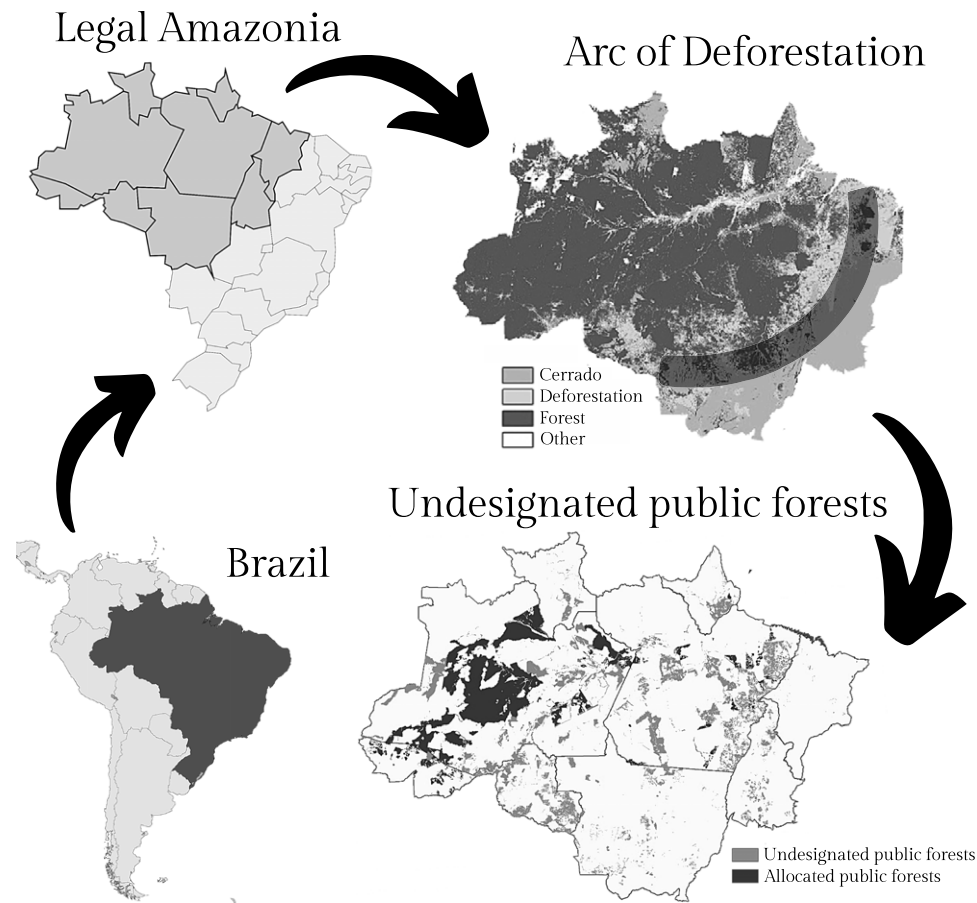 Legal Amazonia
Arc of Deforestation
Cerrado
Deforestation
Forest
Other
Undesignated public forests
Brazil
Undesignated public forests
Allocated public forests